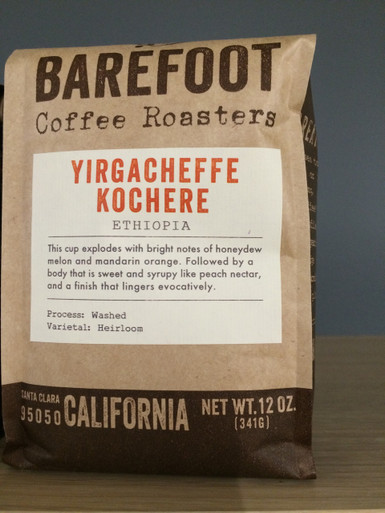 BAREFOOT
Coffee Roasters
YIRGACHEFFE
KOCHERE
ETHIOPIA
This cup explodes with bright notes of honeydew
melon and mandarin orange. Followed by a
body that is sweet and syrupy like peach nectar,
and a finish that lingers evocatively.
Process: Washed
Varietal: Heirloom
SANTA CLARA
95050 CALIFORNIA
NET WT. 12 OZ.
(341G)